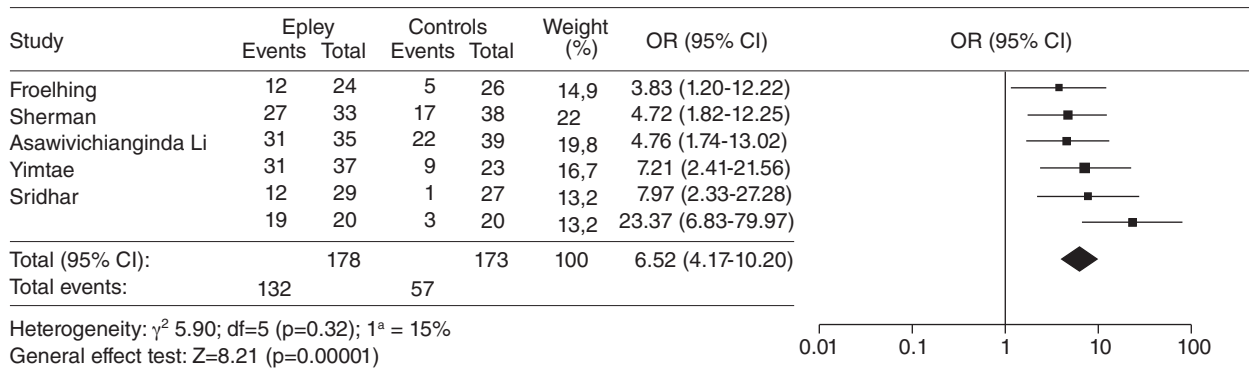 Study Epley Controls Weight (%) OR (95% CI) OR (95% CI)
Events Total Events Total
Froelhing 12 24 5 26 14,9 3.83 (1.20-12.22)
Sherman 27 33 17 38 22 4.72 (1.82-12.25)
Asawivichianginda Li 31 35 22 39 19,8 4.76 (1.74-13.02)
Yimtae 31 37 9 23 16,7 7.21 (2.41-21.56)
Sridhar 12 29 1 27 13,2 7.97 (2.33-27.28)
19 20 3 20 13,2 23.37 (6.83-79.97)
Total (95% CI): 178 173 100 6.52 (4.17-10.20)
Total events: 132 57
Heterogeneity: γ² 5.90; df=5 (p=0.32); 1ª = 15%
General effect test: Z=8.21 (p=0.00001)
0.01 0.1 1 10 100